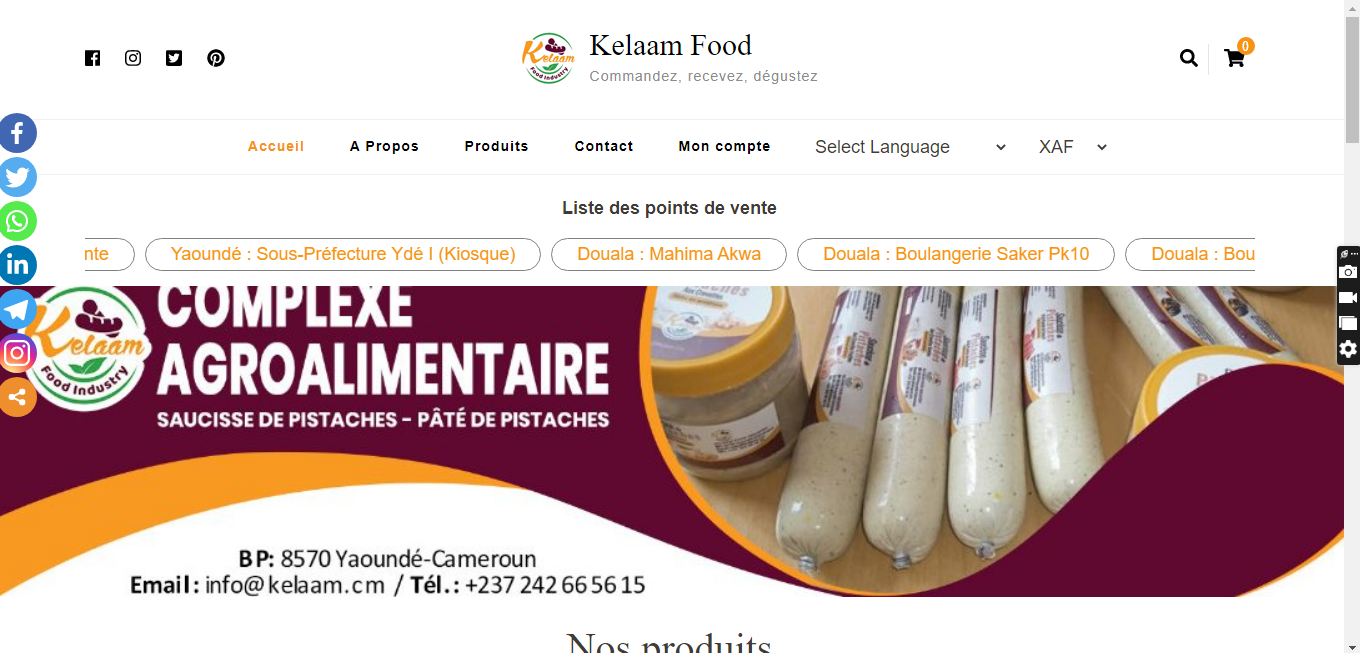 Kelaam
Food Industry
Kelaam Food
Commandez, recevez, dégustez
0
Accueil
A Propos
Produits
Contact
Mon compte
Select Language
XAF
Liste des points de vente
nte
Yaoundé : Sous-Préfecture Ydé I (Kiosque)
Douala : Mahima Akwa
Douala : Boulangerie Saker Pk10
Douala : Bou
Kelaam
Food Industry
COMPLEXE
AGROALIMENTAIRE
SAUCISSE DE PISTACHES - PÂTÉ DE PISTACHES
BP: 8570 Yaoundé-Cameroun
Email : info@kelaam.cm / Tél. : +237 242 66 56 15
Nos produits